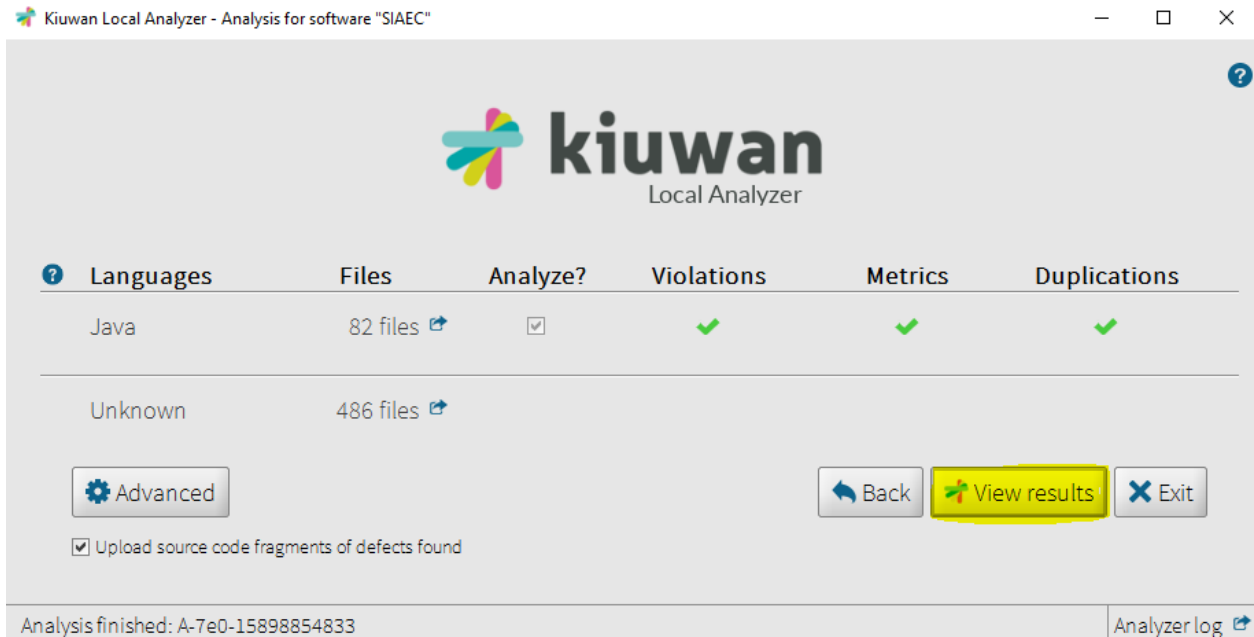 Kiuwan Local Analyzer - Analysis for software "SIAEC"
kiuwan
Local Analyzer
Languages Files Analyze? Violations Metrics Duplications
Java 82 files
Unknown 486 files
Advanced Back View results Exit
Upload source code fragments of defects found
Analysis finished: A-7e0-15898854833 Analyzer log